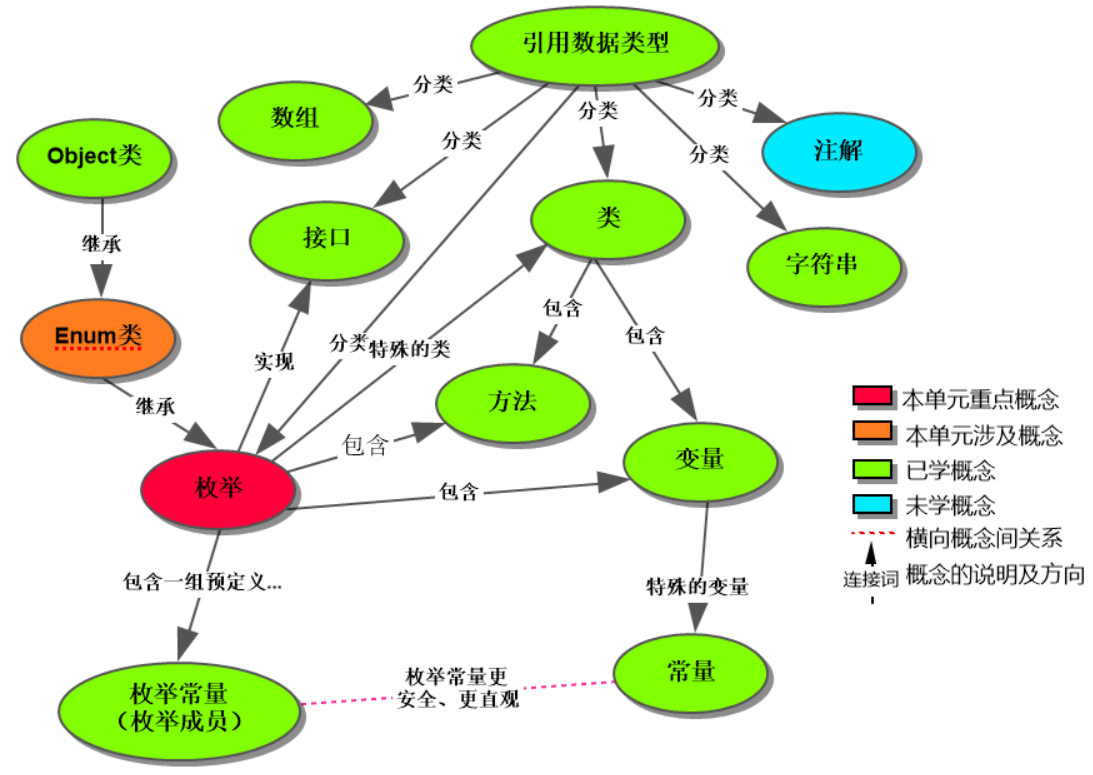 引用数据类型
分类
数组
分类
分类
分类
注解
Object类
分类
类
接口
字符串
继承
Enum类
包含
包含
实现
分类
特殊的类
方法
继承
包含
变量
枚举
包含
包含一组预定义...
特殊的变量
枚举常量
（枚举成员）
枚举常量更
安全、更直观
常量
本单元重点概念
本单元涉及概念
已学概念
未学概念
横向概念间关系
连接词
概念的说明及方向